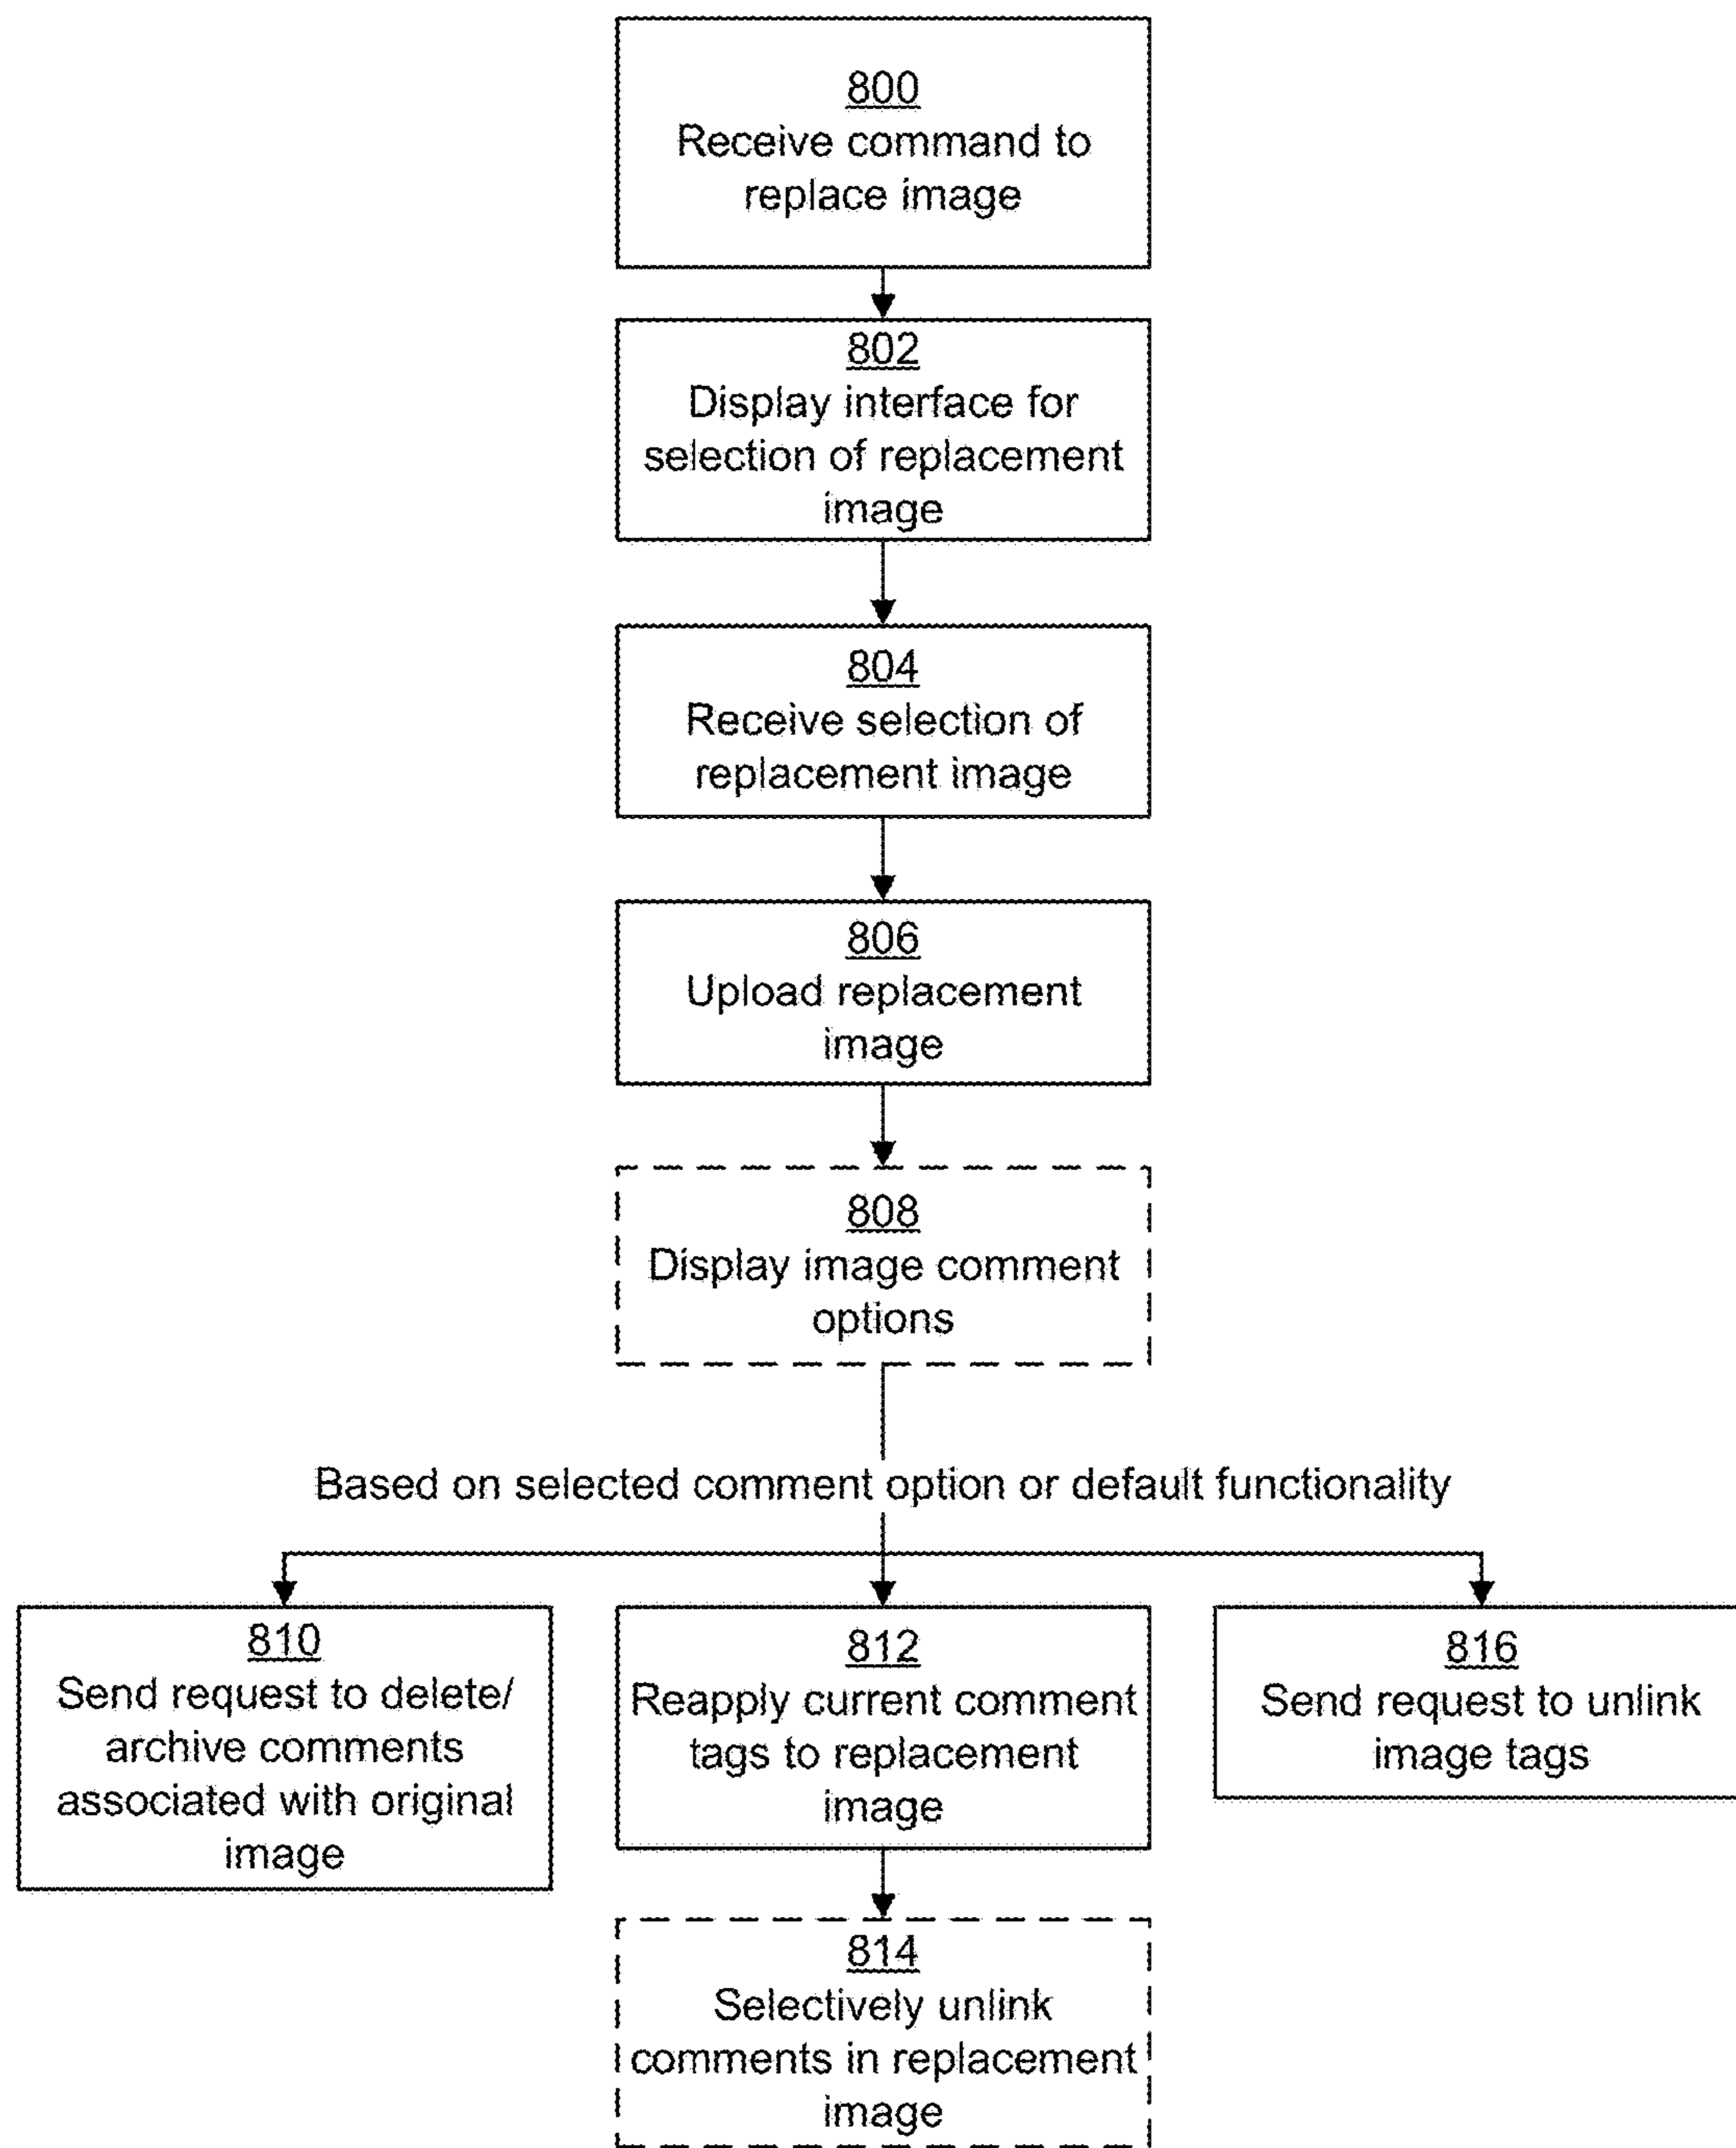 800
Receive command to
replace image
802
Display interface for
selection of replacement
image
804
Receive selection of
replacement image
806
Upload replacement
image
808
Display image comment
options
Based on selected comment option or default functionality
810
Send request to delete/
archive comments
associated with original
image
812
Reapply current comment
tags to replacement
image
816
Send request to unlink
image tags
814
Selectively unlink
comments in replacement
image